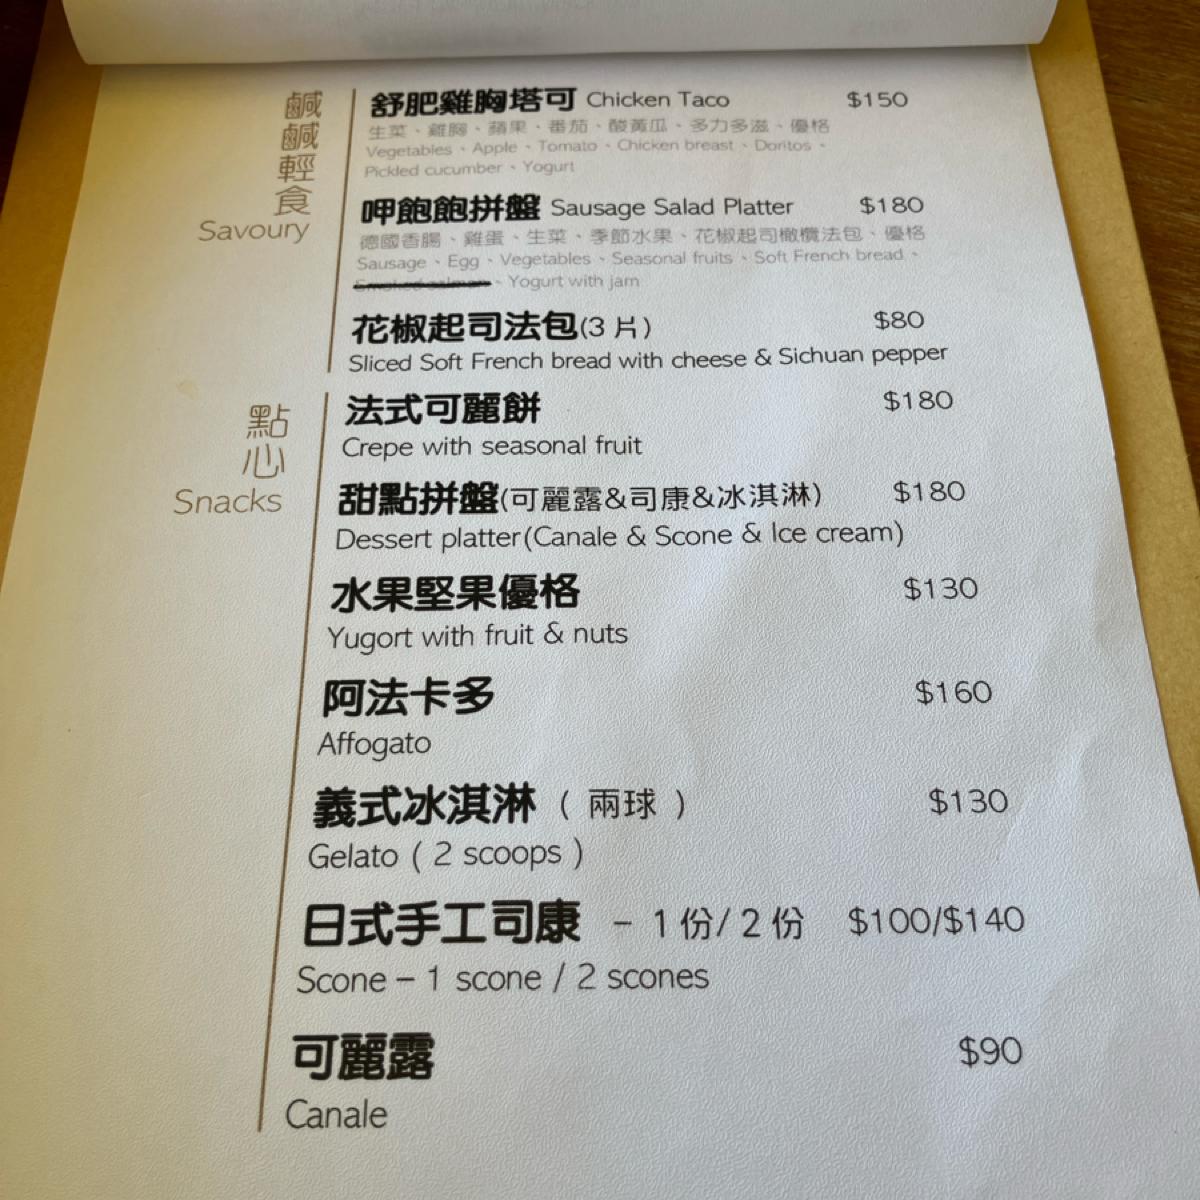 鹹鹹輕食
Savoury
舒肥雞胸塔可 Chicken Taco $150
生菜、雞胸、蘋果、番茄、酸黃瓜、多力多滋、優格
Vegetables、Apple、Tomato、Chicken breast、Doritos、
Pickled cucumber、Yogurt
呷飽飽拼盤 Sausage Salad Platter $180
德國香腸、雞蛋、生菜、季節水果、花椒起司橄欖法包、優格
Sausage、Egg、Vegetables、Seasonal fruits、Soft French bread、
Smoked salmon、Yogurt with jam
花椒起司法包(3 片) $80
Sliced Soft French bread with cheese & Sichuan pepper
點心
Snacks
法式可麗餅 $180
Crepe with seasonal fruit
甜點拼盤(可麗露&司康&冰淇淋) $180
Dessert platter(Canale & Scone & Ice cream)
水果堅果優格 $130
Yugort with fruit & nuts
阿法卡多 $160
Affogato
義式冰淇淋 ( 兩球 ) $130
Gelato ( 2 scoops )
日式手工司康 – 1 份/ 2 份 $100/$140
Scone – 1 scone / 2 scones
可麗露 $90
Canale